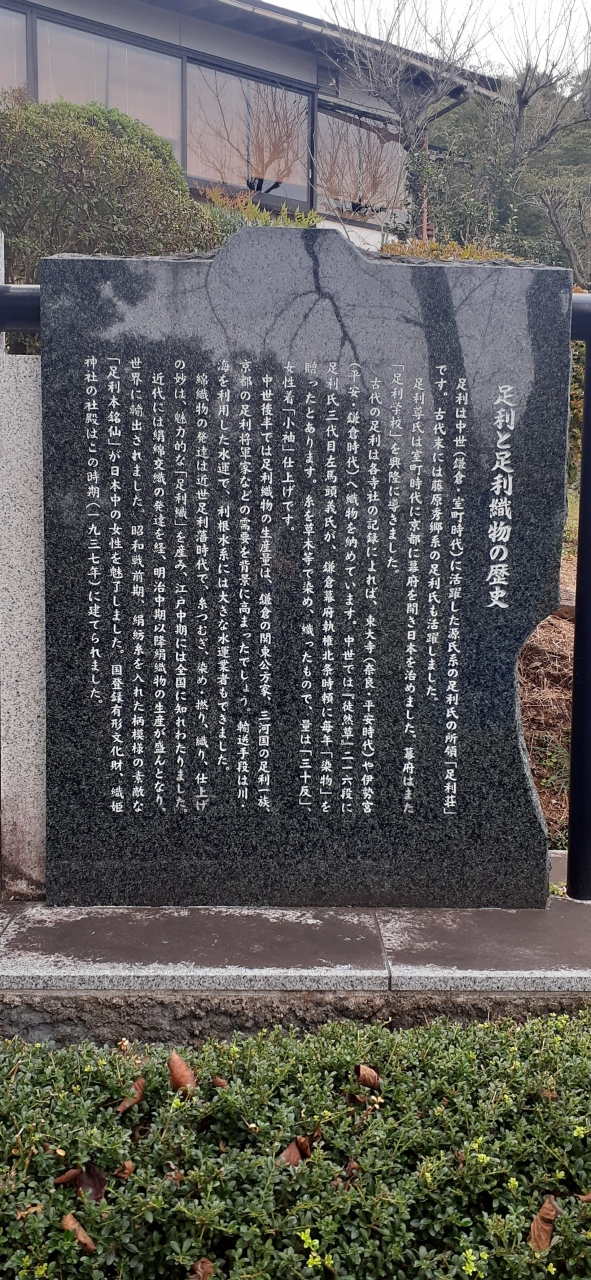 足利と足利織物の歴史
足利は中世（鎌倉・室町時代）に活躍した源氏系の足利氏の所領「足利荘」
です。古代末には藤原秀郷系の足利氏も活躍しました。
足利尊氏は室町時代に京都に幕府を開き日本を治めました。幕府はまた
「足利学校」を興隆に導きました。
古代の足利は各寺社の記録によれば、東大寺（奈良・平安時代）や伊勢宮
（平安・鎌倉時代）へ織物を納めています。中世では「徒然草」二一六段に
足利氏三代目左馬頭義氏が、鎌倉幕府執権北条時頼に毎年「染物」を
贈ったとあります。糸を草木等で染め、織ったもので、量は「三十反」、
女性着「小袖」仕上げです。
中世後半では足利織物の生産量は、鎌倉の関東公方家、三河国の足利一族、
京都の足利将軍家などの需要を背景に高まったでしょう。輸送手段は川・
海を利用した水運で、利根水系には大きな水運業者もできました。
綿織物の発達は近世足利藩時代で、糸つむぎ、染め・撚り、織り、仕上げ
の妙は、魅力的な「足利織」を産み、江戸中期には全国に知れわたりました。
近代には絹綿交織の発達を経、明治中期以降絹織物の生産が盛んとなり、
世界に輸出されました。昭和戦前期、絹紡糸を入れた柄模様の素敵な
「足利本銘仙」が日本中の女性を魅了しました。国登録有形文化財、織姫
神社の社殿はこの時期（一九三七年）に建てられました。